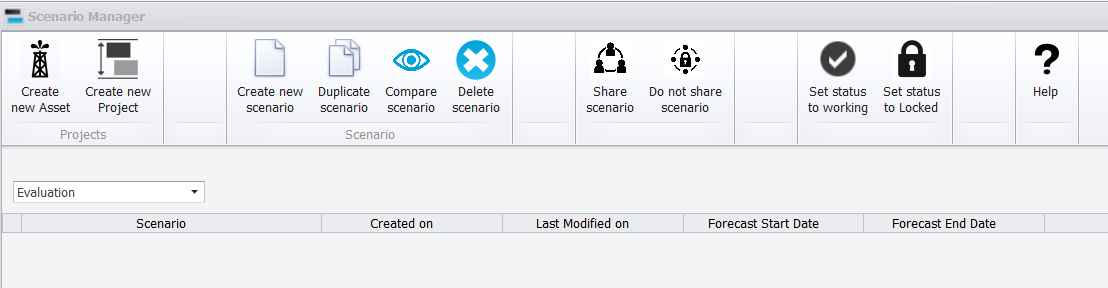 Scenario Manager
Create new Asset
Create new Project
Create new scenario
Duplicate scenario
Compare scenario
Delete scenario
Share scenario
Do not share scenario
Set status to working
Set status to Locked
Help
Projects
Scenario
Evaluation
Scenario Created on Last Modified on Forecast Start Date Forecast End Date